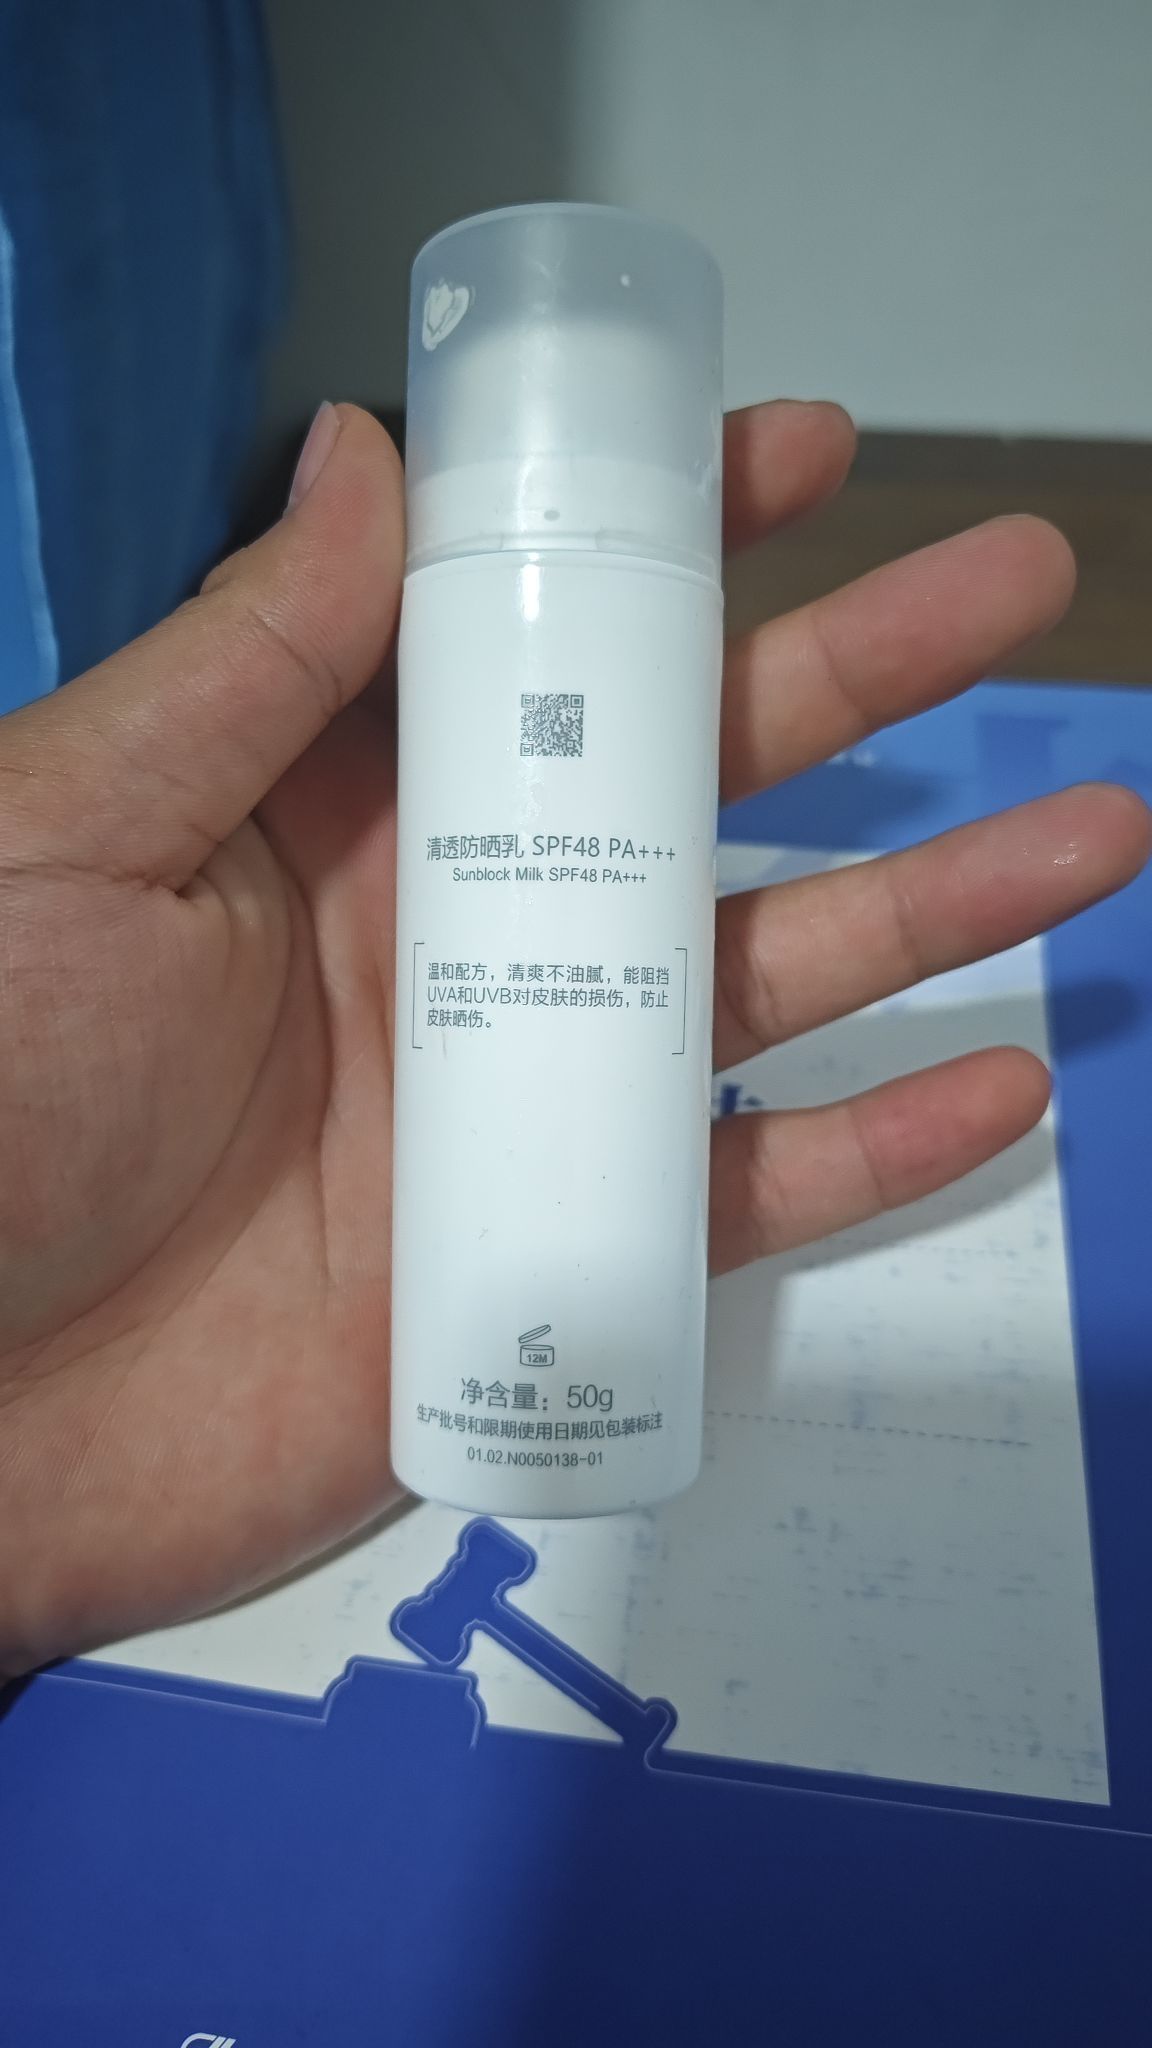 清透防晒乳 SPF48 PA+++
Sunblock Milk SPF48 PA+++
温和配方，清爽不油腻，能阻挡
UVA和UVB对皮肤的损伤，防止
皮肤晒伤。
12M
净含量：50g
生产批号和限期使用日期见包装标注
01.02.N0050138-01